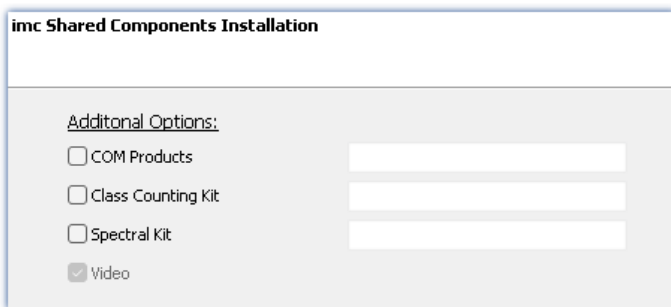 imc Shared Components Installation
Additonal Options:
COM Products
Class Counting Kit
Spectral Kit
Video